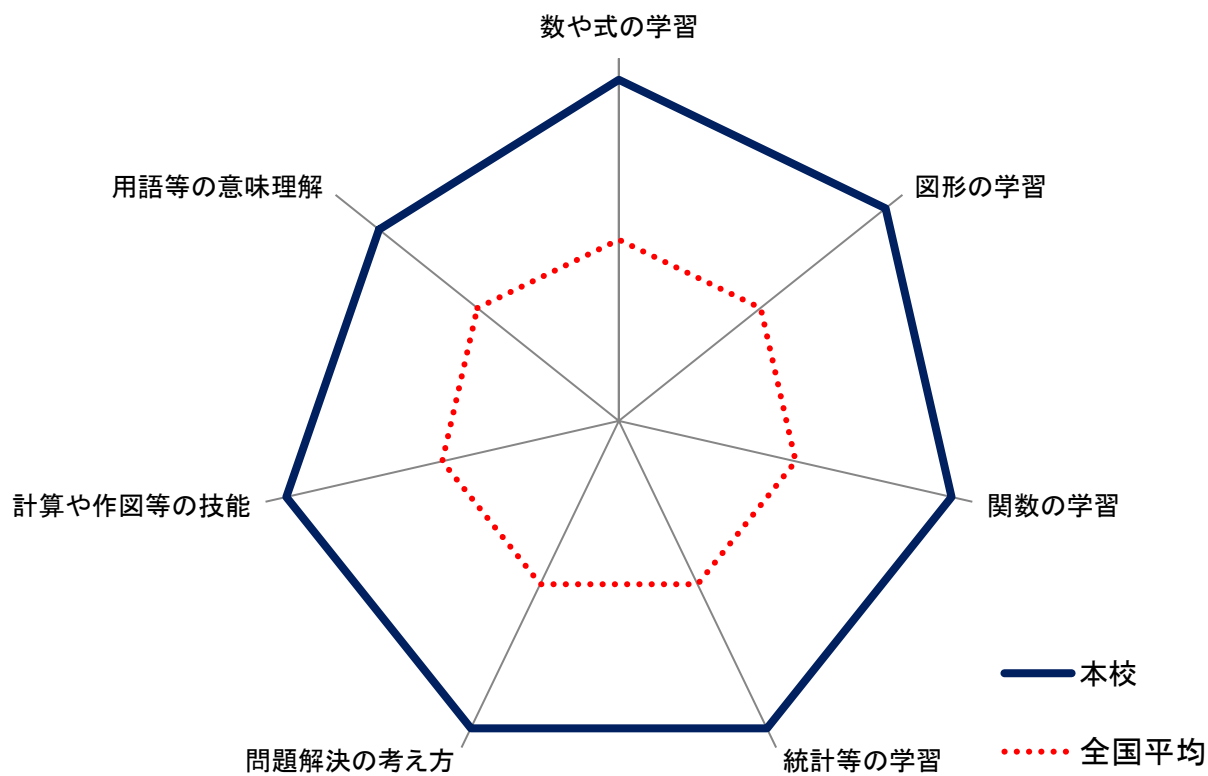 数や式の学習
図形の学習
関数の学習
統計等の学習
問題解決の考え方
計算や作図等の技能
用語等の意味理解
本校
全国平均